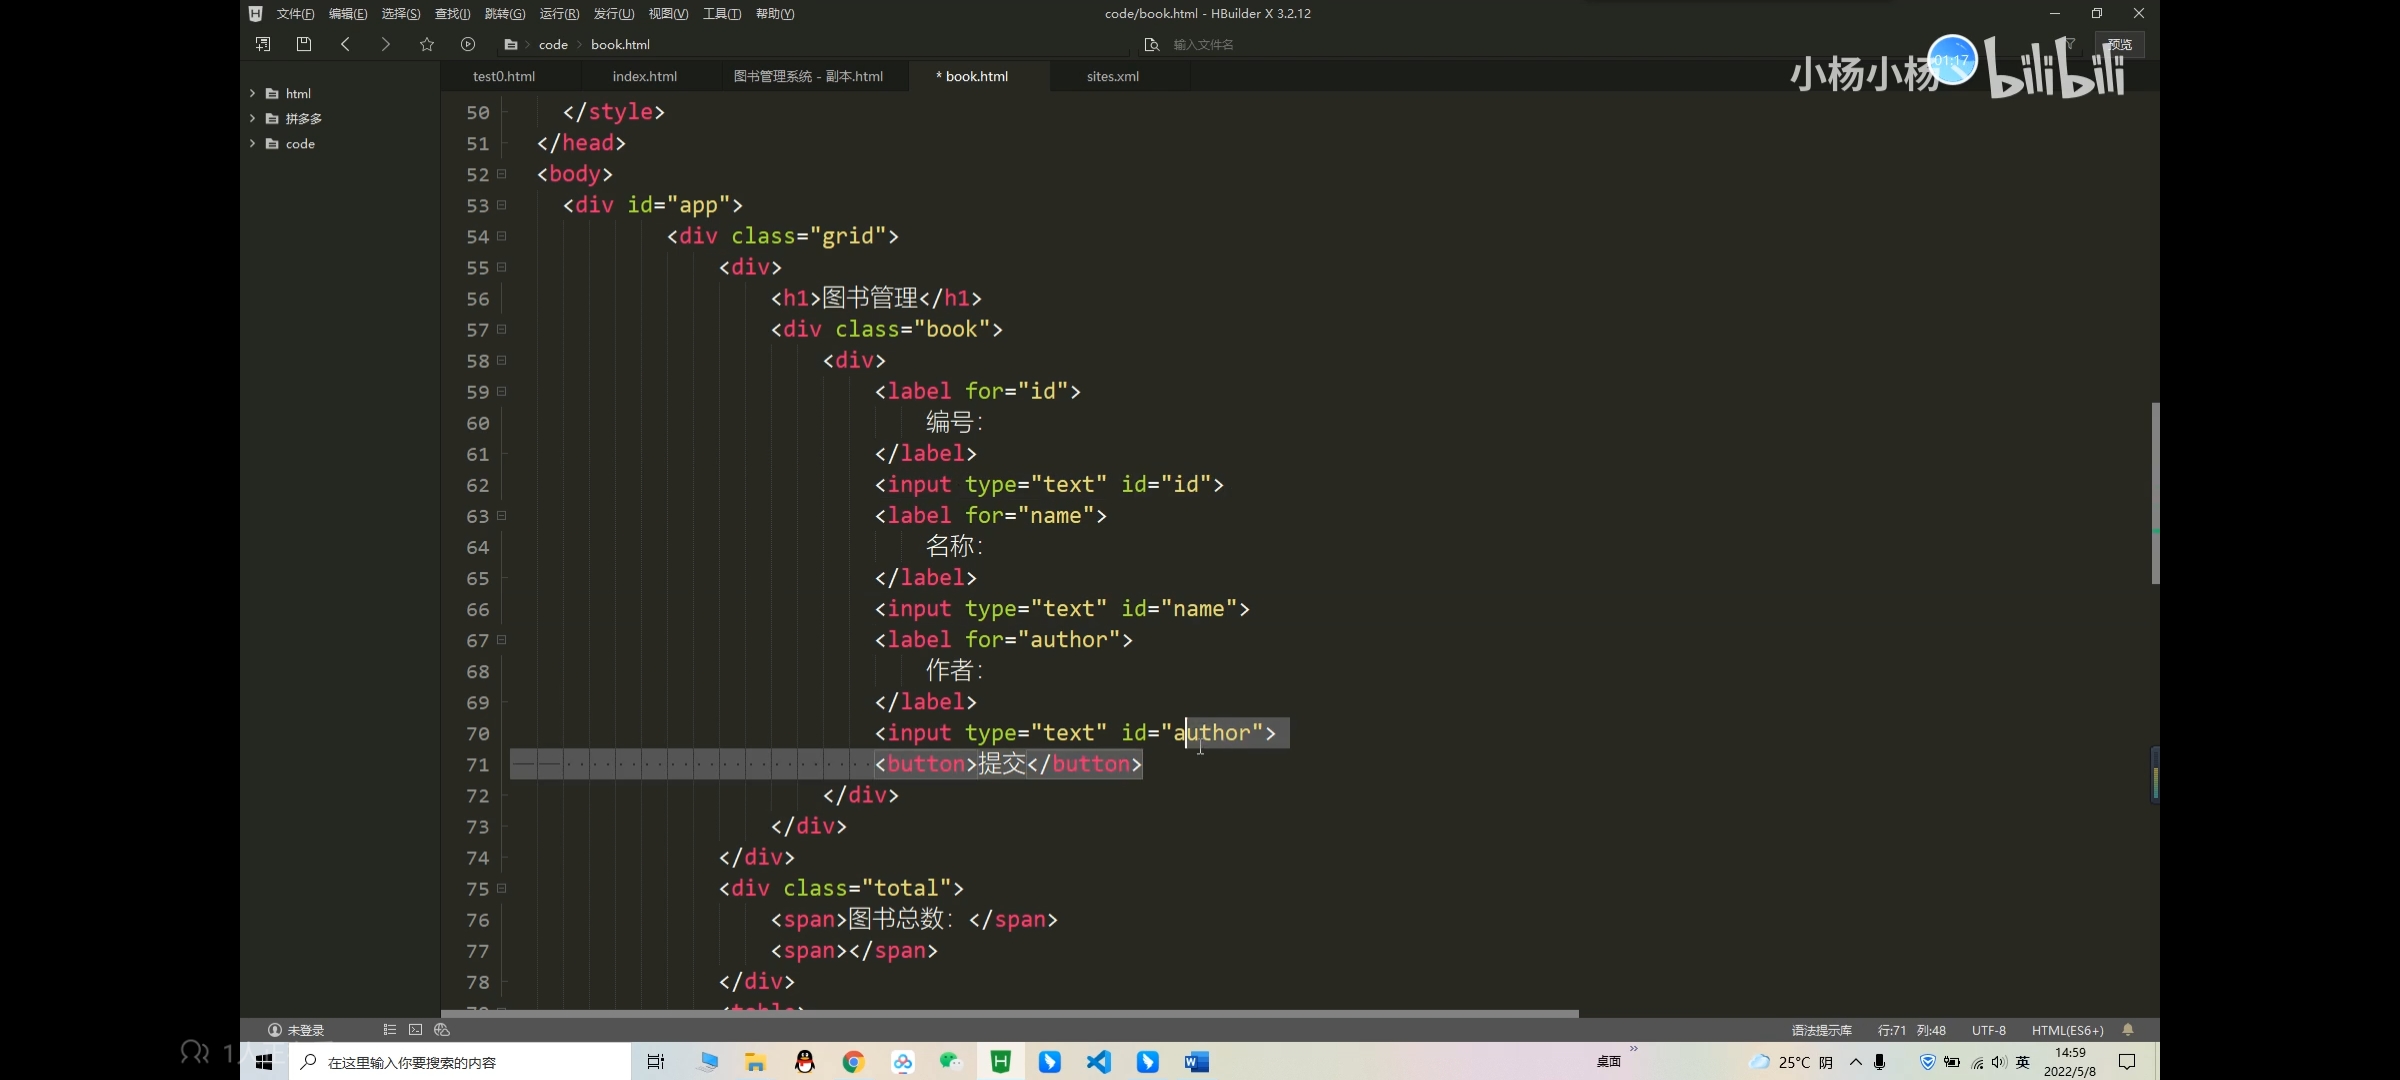 文件(F) 编辑(E) 选择(S) 查找(I) 跳转(G) 运行(R) 发行(U) 视图(V) 工具(T) 帮助(Y) code/book.html - HBuilder X 3.2.12
code book.html 输入文件名 预览
小杨小杨 01:17 bilibili
test0.html index.html 图书管理系统 - 副本.html * book.html sites.xml
html
拼多多
code
50 </style>
51 </head>
52 <body>
53 <div id="app">
54 <div class="grid">
55 <div>
56 <h1>图书管理</h1>
57 <div class="book">
58 <div>
59 <label for="id">
60 编号：
61 </label>
62 <input type="text" id="id">
63 <label for="name">
64 名称：
65 </label>
66 <input type="text" id="name">
67 <label for="author">
68 作者：
69 </label>
70 <input type="text" id="author">
71 <button>提交</button>
72 </div>
73 </div>
74 </div>
75 <div class="total">
76 <span>图书总数：</span>
77 <span></span>
78 </div>
<table>
未登录 语法提示库 行:71 列:48 UTF-8 HTML(ES6+)
在这里输入你要搜索的内容 桌面 25°C 阴 英 14:59
2022/5/8